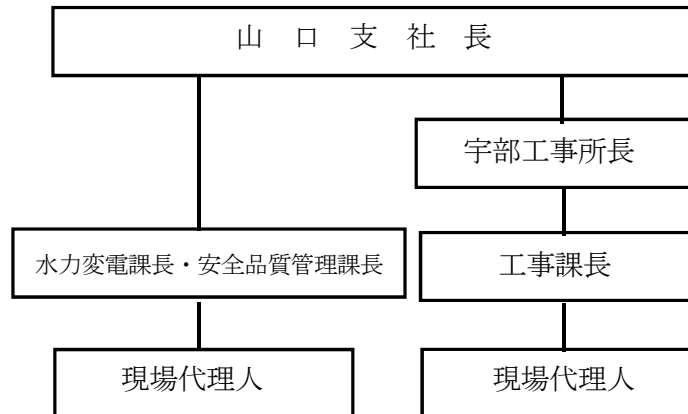 山 口 支 社 長
宇部工事所長
水力変電課長・安全品質管理課長
工事課長
現場代理人
現場代理人